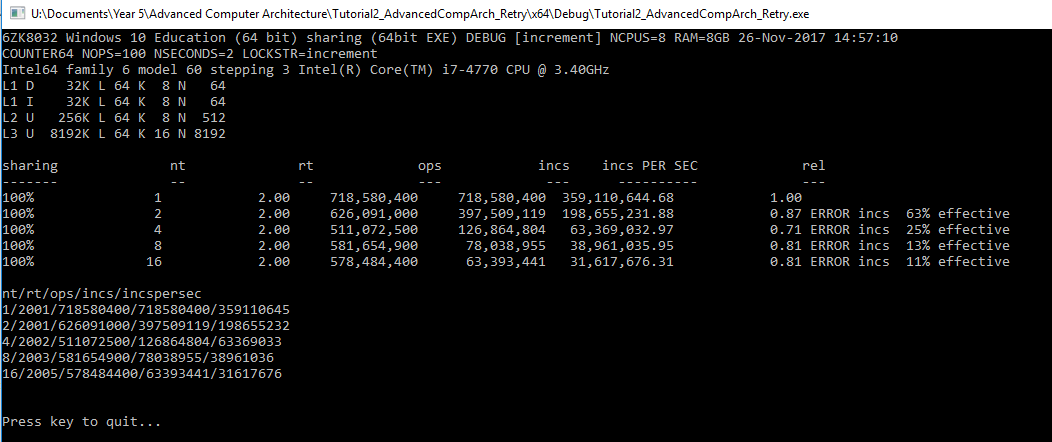 U:\Documents\Year 5\Advanced Computer Architecture\Tutorial2_AdvancedCompArch_Retry\x64\Debug\Tutorial2_AdvancedCompArch_Retry.exe
6ZK8032 Windows 10 Education (64 bit) sharing (64bit EXE) DEBUG [increment] NCPUS=8 RAM=8GB 26-Nov-2017 14:57:10
COUNTER64 NOPS=100 NSECONDS=2 LOCKSTR=increment
Intel64 family 6 model 60 stepping 3 Intel(R) Core(TM) i7-4770 CPU @ 3.40GHz
L1 D    32K L 64 K  8 N   64
L1 I    32K L 64 K  8 N   64
L2 U   256K L 64 K  8 N  512
L3 U  8192K L 64 K 16 N 8192
sharing              nt              rt             ops            incs    incs PER SEC             rel
-------              --              --             ---             ---      ----------             ---
100%               1            2.00     718,580,400     718,580,400  359,110,644.68            1.00
100%               2            2.00     626,091,000     397,509,119  198,655,231.88            0.87 ERROR incs  63% effective
100%               4            2.00     511,072,500     126,864,804   63,369,032.97            0.71 ERROR incs  25% effective
100%               8            2.00     581,654,900      78,038,955   38,961,035.95            0.81 ERROR incs  13% effective
100%              16            2.00     578,484,400      63,393,441   31,617,676.31            0.81 ERROR incs  11% effective
nt/rt/ops/incs/incspersec
1/2001/718580400/718580400/359110645
2/2001/626091000/397509119/198655232
4/2002/511072500/126864804/63369033
8/2003/581654900/78038955/38961036
16/2005/578484400/63393441/31617676
Press key to quit...